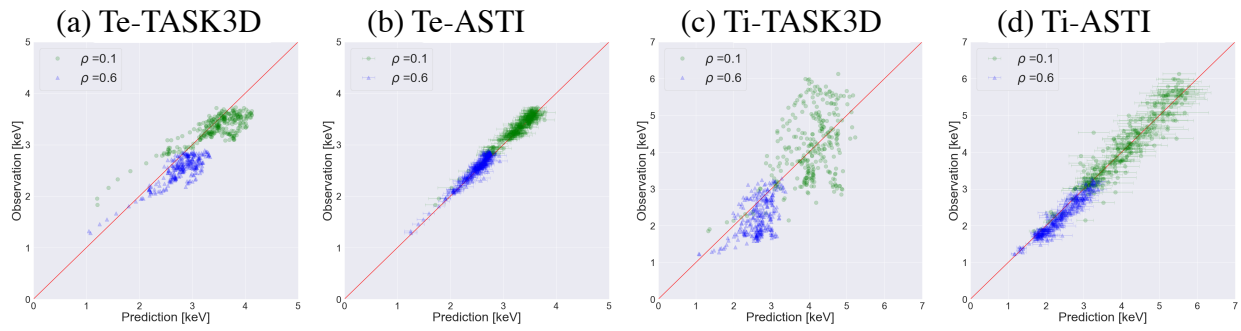 (a) Te-TASK3D
(b) Te-ASTI
(c) Ti-TASK3D
(d) Ti-ASTI
5
4
3
2
1
0
Observation [keV]
ρ =0.1
ρ =0.6
0 1 2 3 4 5
Prediction [keV]
5
4
3
2
1
0
Observation [keV]
ρ =0.1
ρ =0.6
0 1 2 3 4 5
Prediction [keV]
7
6
5
4
3
2
1
0
Observation [keV]
ρ =0.1
ρ =0.6
0 1 2 3 4 5 6 7
Prediction [keV]
7
6
5
4
3
2
1
0
Observation [keV]
ρ =0.1
ρ =0.6
0 1 2 3 4 5 6 7
Prediction [keV]